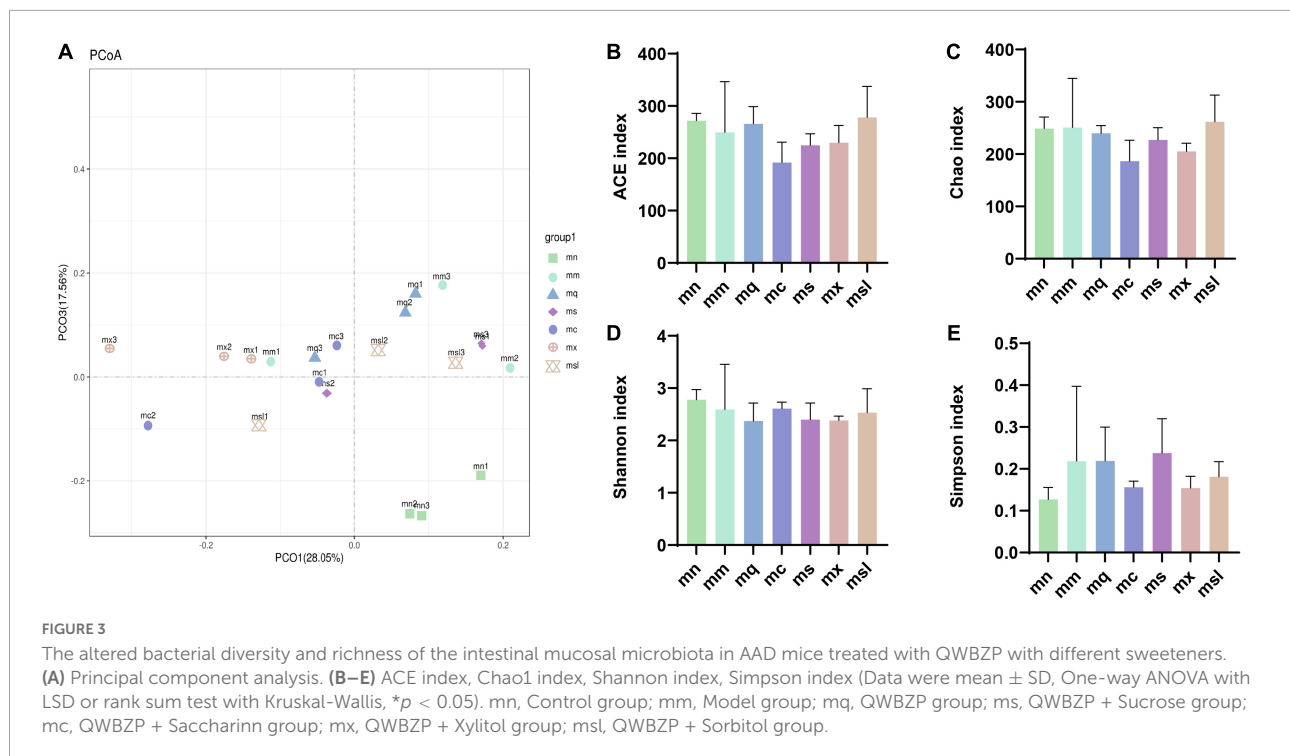 A PCoA
0.4
0.2
0.0
-0.2
-0.2
0.0
0.2
PCO3(17.56%)
PCO1(28.05%)
mx3
mx2
mx1
mm1
mc2
msl1
mq3
mc3
mc1
ms2
mq1
mq2
mm3
msl2
msl3
ms3
ms1
mm2
mn1
mn2
mn3
group1
mn
mm
mq
ms
mc
mx
msl
B
ACE index
400
300
200
100
0
mn mm mq mc ms mx msl
C
Chao index
400
300
200
100
0
mn mm mq mc ms mx msl
D
Shannon index
4
3
2
1
0
mn mm mq mc ms mx msl
E
Simpson index
0.5
0.4
0.3
0.2
0.1
0.0
mn mm mq mc ms mx msl
FIGURE 3
The altered bacterial diversity and richness of the intestinal mucosal microbiota in AAD mice treated with QWBZP with different sweeteners.
(A) Principal component analysis. (B–E) ACE index, Chao1 index, Shannon index, Simpson index (Data were mean ± SD, One-way ANOVA with
LSD or rank sum test with Kruskal-Wallis, *p < 0.05). mn, Control group; mm, Model group; mq, QWBZP group; ms, QWBZP + Sucrose group;
mc, QWBZP + Saccharinn group; mx, QWBZP + Xylitol group; msl, QWBZP + Sorbitol group.